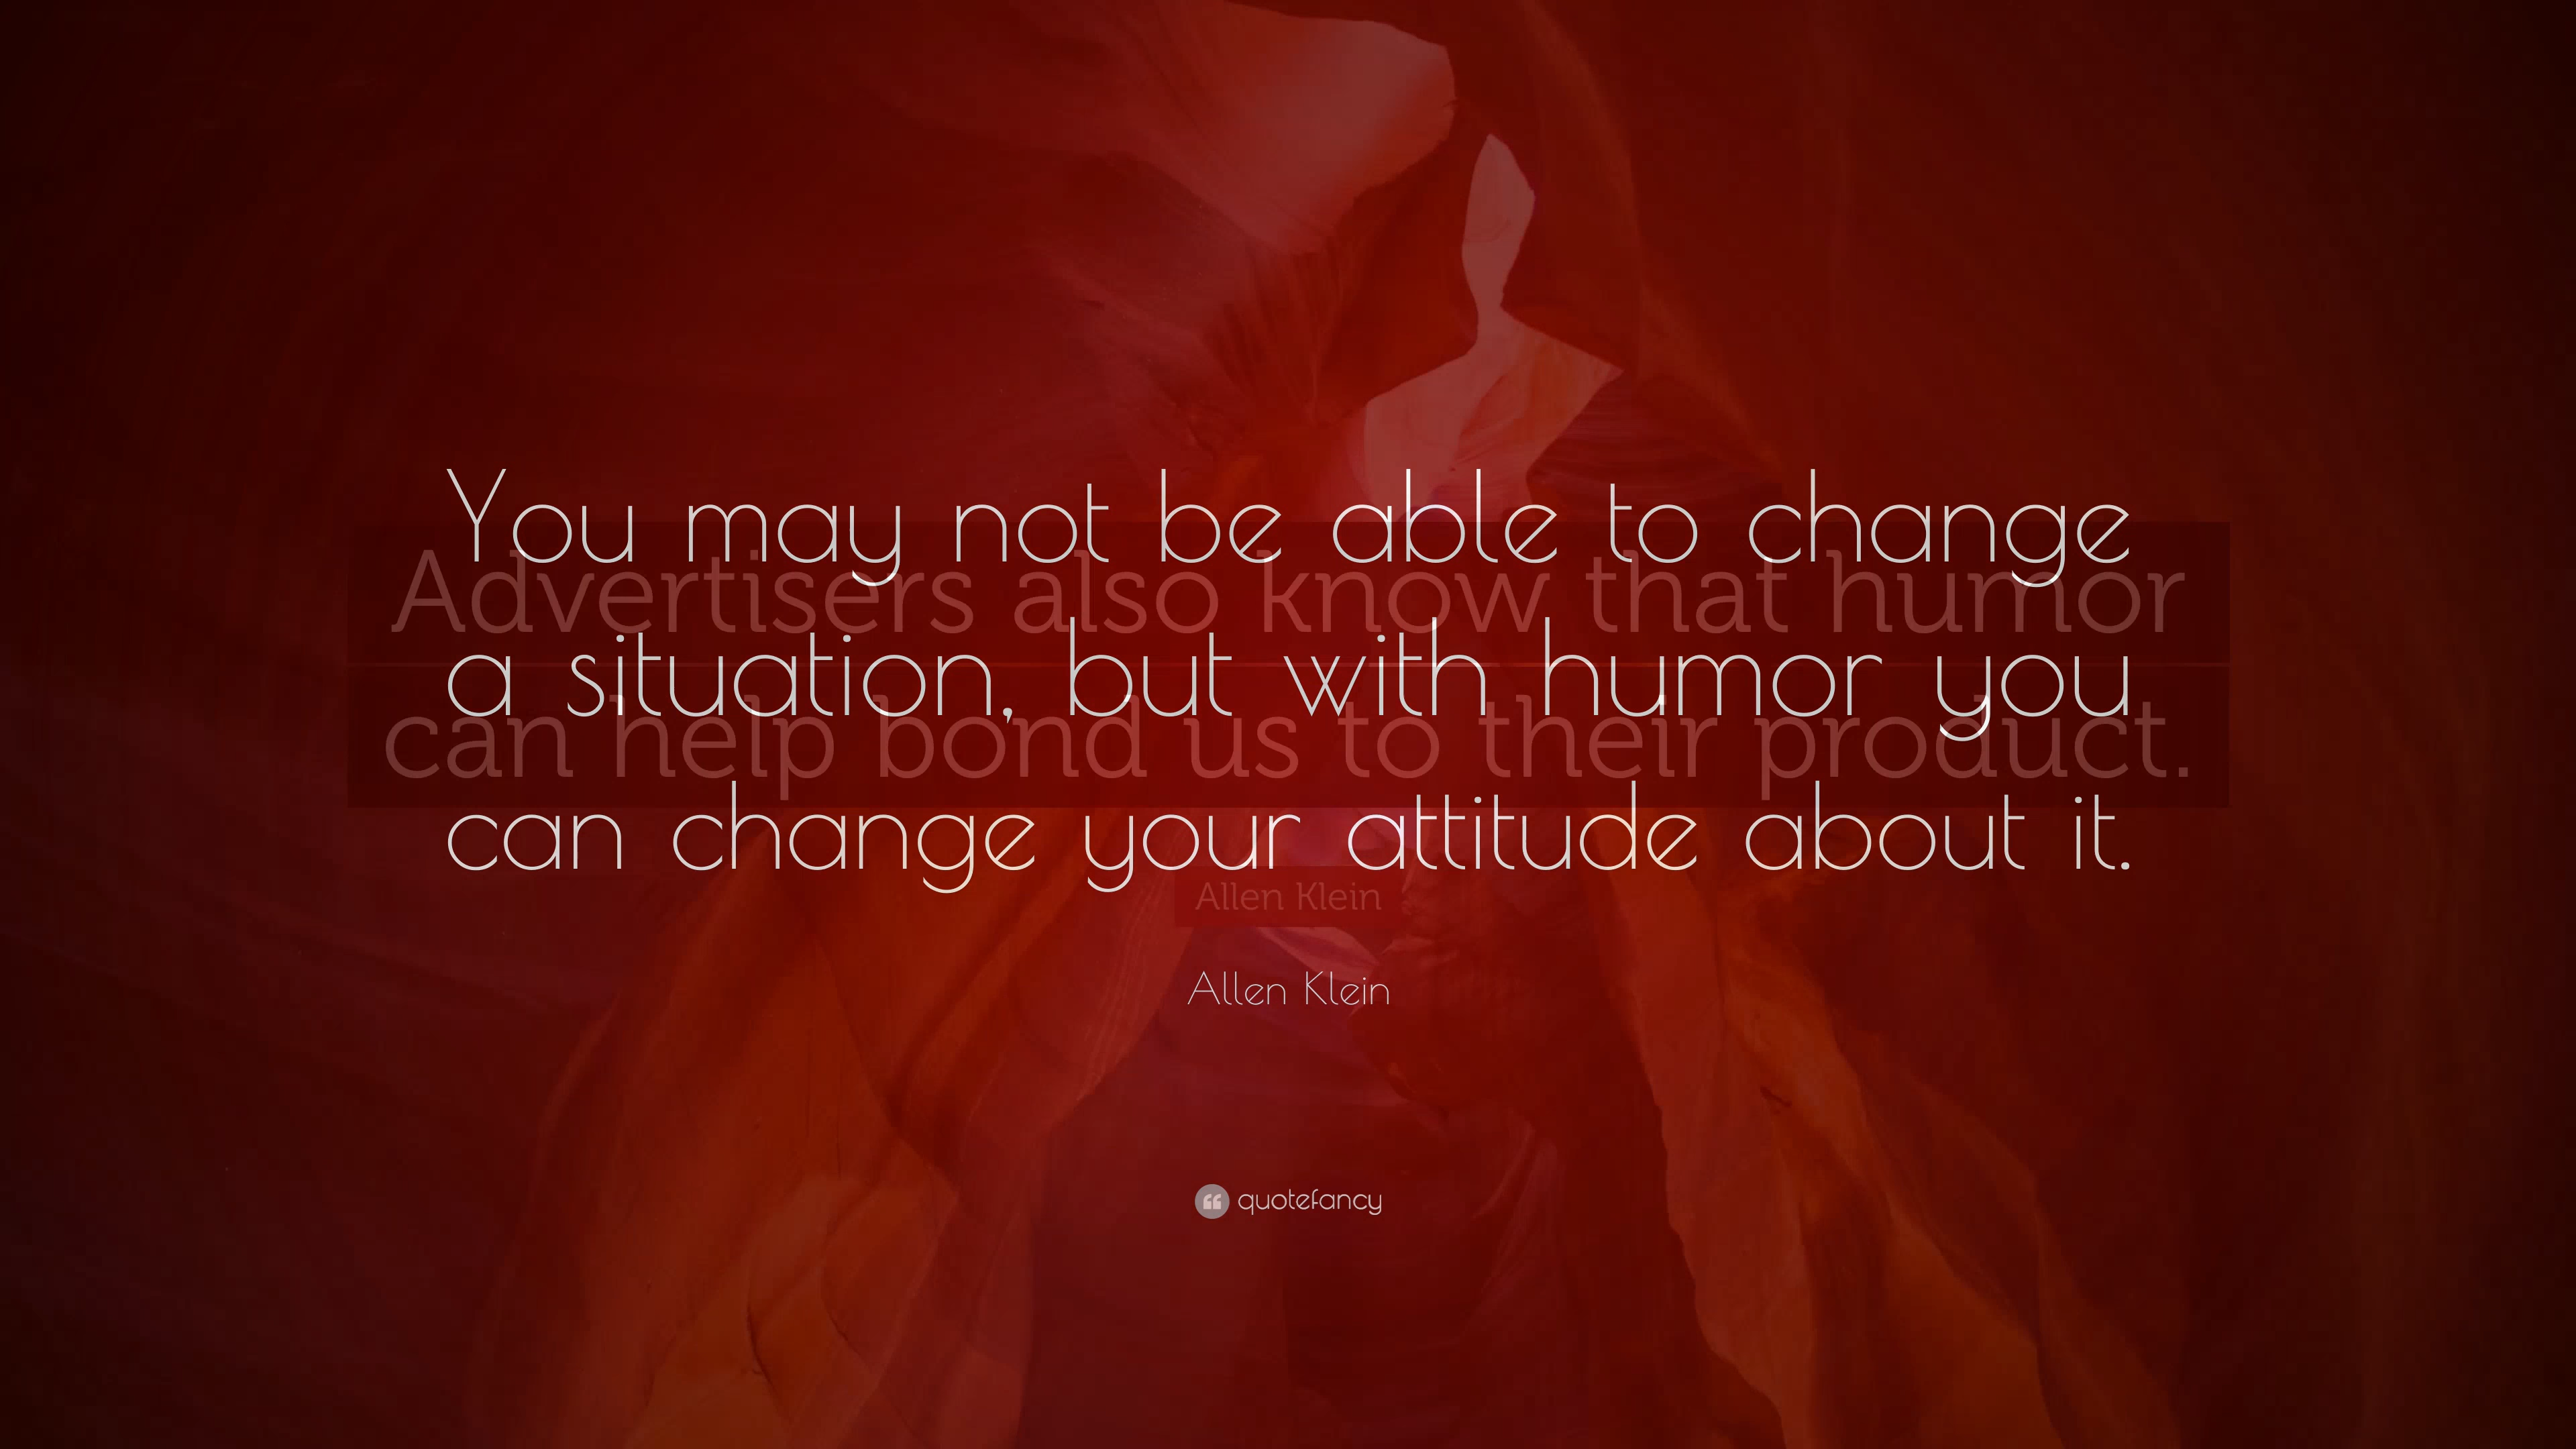 You may not be able to change
Advertisers also know that humor
a situation, but with humor you
can help bond us to their product.
can change your attitude about it.
Allen Klein
Allen Klein
quotefancy